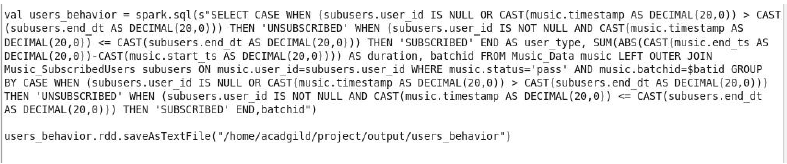 val users_behavior = spark.sql(s"SELECT CASE WHEN (subusers.user_id IS NULL OR CAST(music.timestamp AS DECIMAL(20,0)) > CAST
(subusers.end_dt AS DECIMAL(20,0))) THEN 'UNSUBSCRIBED' WHEN (subusers.user_id IS NOT NULL AND CAST(music.timestamp AS
DECIMAL(20,0)) <= CAST(subusers.end_dt AS DECIMAL(20,0))) THEN 'SUBSCRIBED' END AS user_type, SUM(ABS(CAST(music.end_ts AS
DECIMAL(20,0))-CAST(music.start_ts AS DECIMAL(20,0)))) AS duration, batchid FROM Music_Data music LEFT OUTER JOIN
Music_SubscribedUsers subusers ON music.user_id=subusers.user_id WHERE music.status='pass' AND music.batchid=$batid GROUP
BY CASE WHEN (subusers.user_id IS NULL OR CAST(music.timestamp AS DECIMAL(20,0)) > CAST(subusers.end_dt AS DECIMAL(20,0)))
THEN 'UNSUBSCRIBED' WHEN (subusers.user_id IS NOT NULL AND CAST(music.timestamp AS DECIMAL(20,0)) <= CAST(subusers.end_dt
AS DECIMAL(20,0))) THEN 'SUBSCRIBED' END,batchid")
users_behavior.rdd.saveAsTextFile("/home/acadgild/project/output/users_behavior")